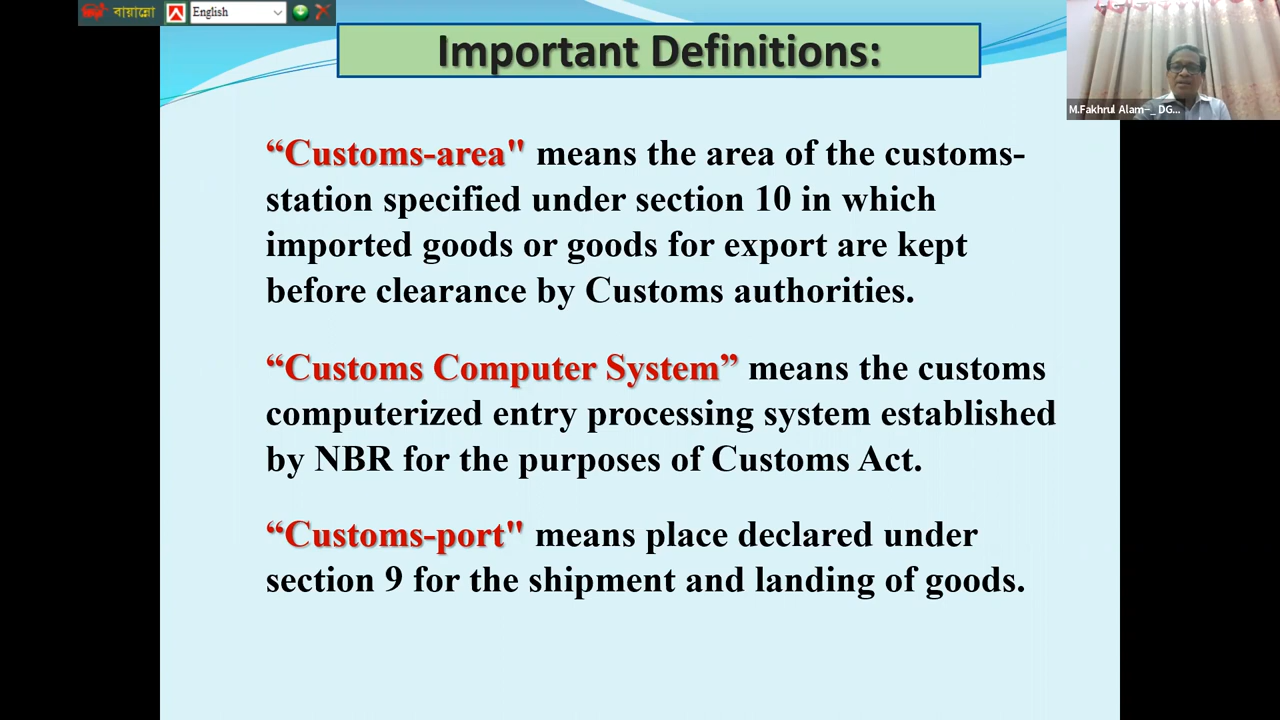 বায়ান্নো
English
Important Definitions:
M.Fakhrul Alam–_ DG...
“Customs-area" means the area of the customs-
station specified under section 10 in which
imported goods or goods for export are kept
before clearance by Customs authorities.
“Customs Computer System” means the customs
computerized entry processing system established
by NBR for the purposes of Customs Act.
“Customs-port" means place declared under
section 9 for the shipment and landing of goods.